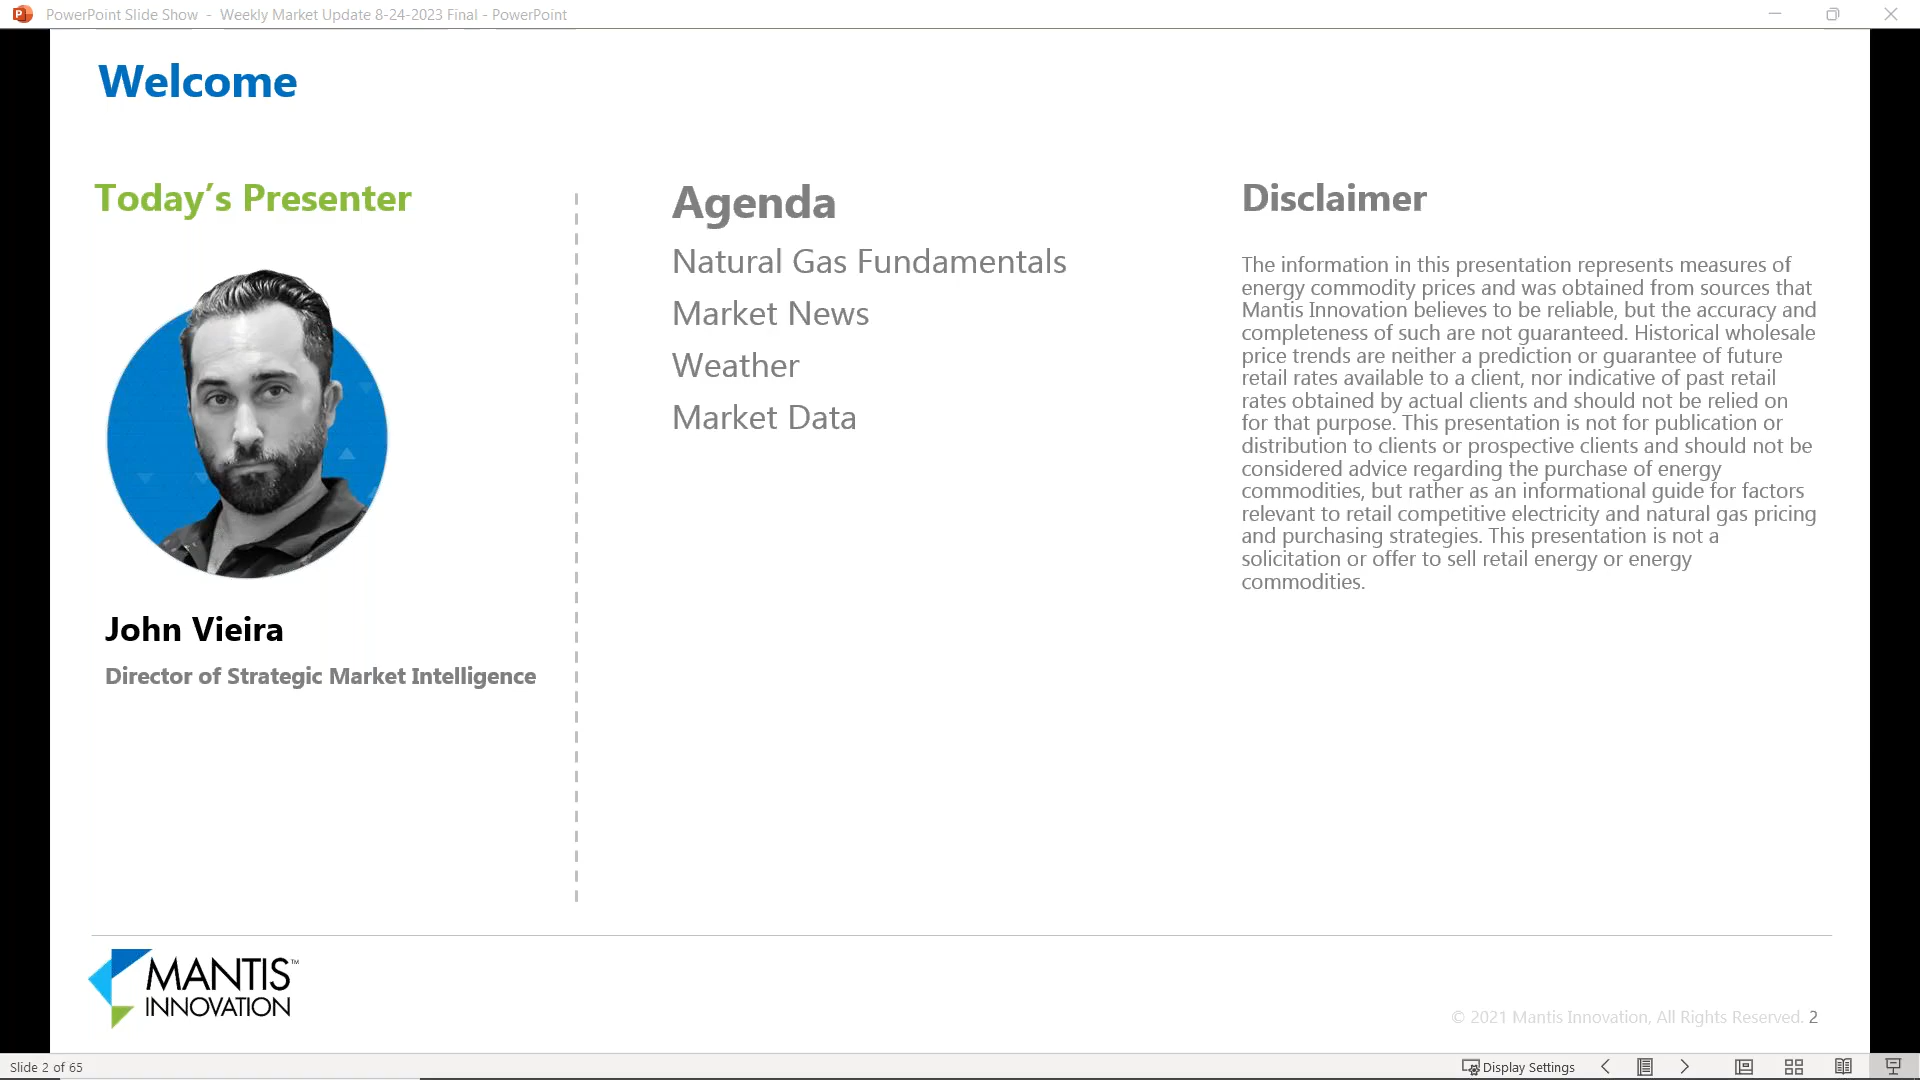 PowerPoint Slide Show - Weekly Market Update 8-24-2023 Final - PowerPoint
Welcome
Today’s Presenter
John Vieira
Director of Strategic Market Intelligence
Agenda
Natural Gas Fundamentals
Market News
Weather
Market Data
Disclaimer
The information in this presentation represents measures of
energy commodity prices and was obtained from sources that
Mantis Innovation believes to be reliable, but the accuracy and
completeness of such are not guaranteed. Historical wholesale
price trends are neither a prediction or guarantee of future
retail rates available to a client, nor indicative of past retail
rates obtained by actual clients and should not be relied on
for that purpose. This presentation is not for publication or
distribution to clients or prospective clients and should not be
considered advice regarding the purchase of energy
commodities, but rather as an informational guide for factors
relevant to retail competitive electricity and natural gas pricing
and purchasing strategies. This presentation is not a
solicitation or offer to sell retail energy or energy
commodities.
MANTIS™
INNOVATION
© 2021 Mantis Innovation, All Rights Reserved. 2
Slide 2 of 65
Display Settings